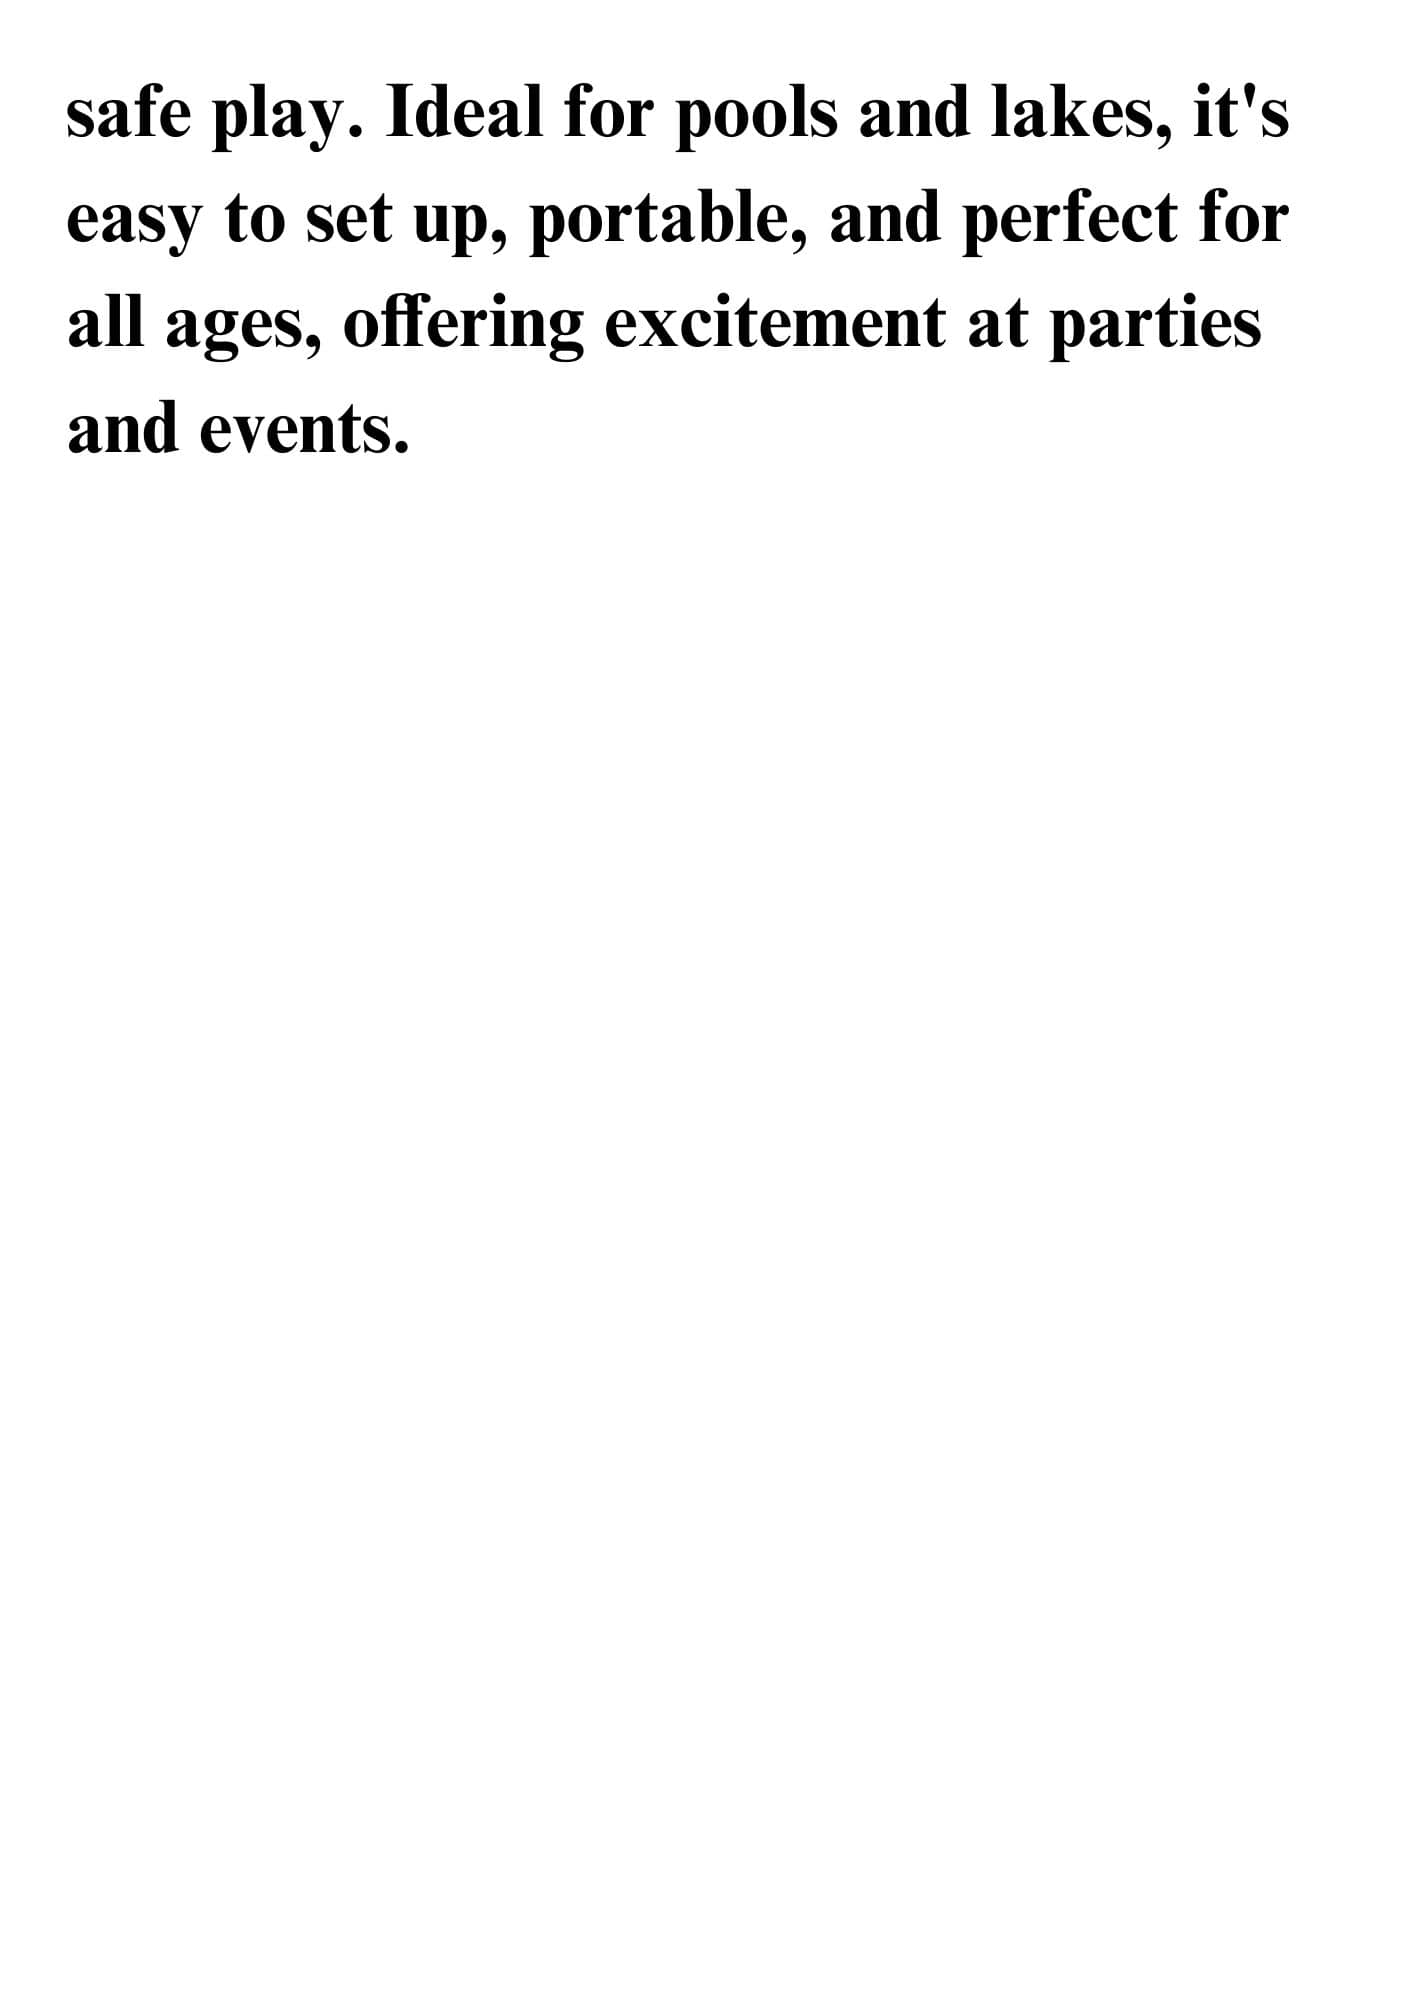 safe play. Ideal for pools and lakes, it's
easy to set up, portable, and perfect for
all ages, offering excitement at parties
and events.